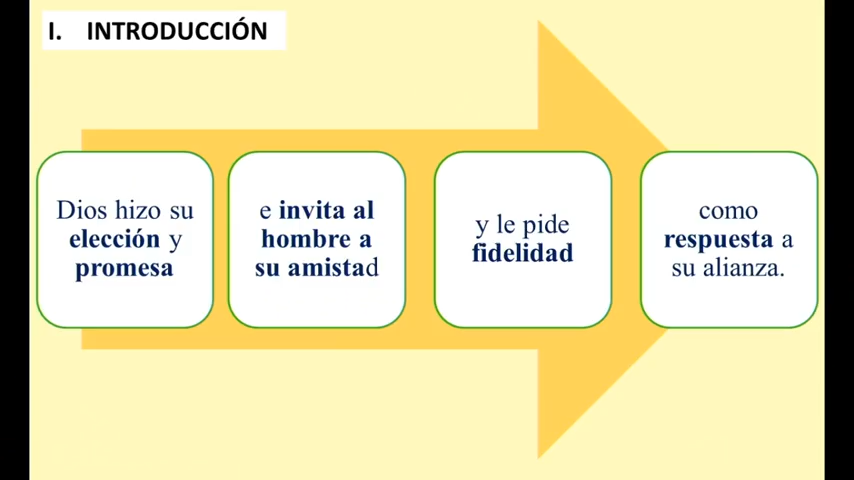 I. INTRODUCCIÓN
Dios hizo su
elección y
promesa
e invita al
hombre a
su amistad
y le pide
fidelidad
como
respuesta a
su alianza.